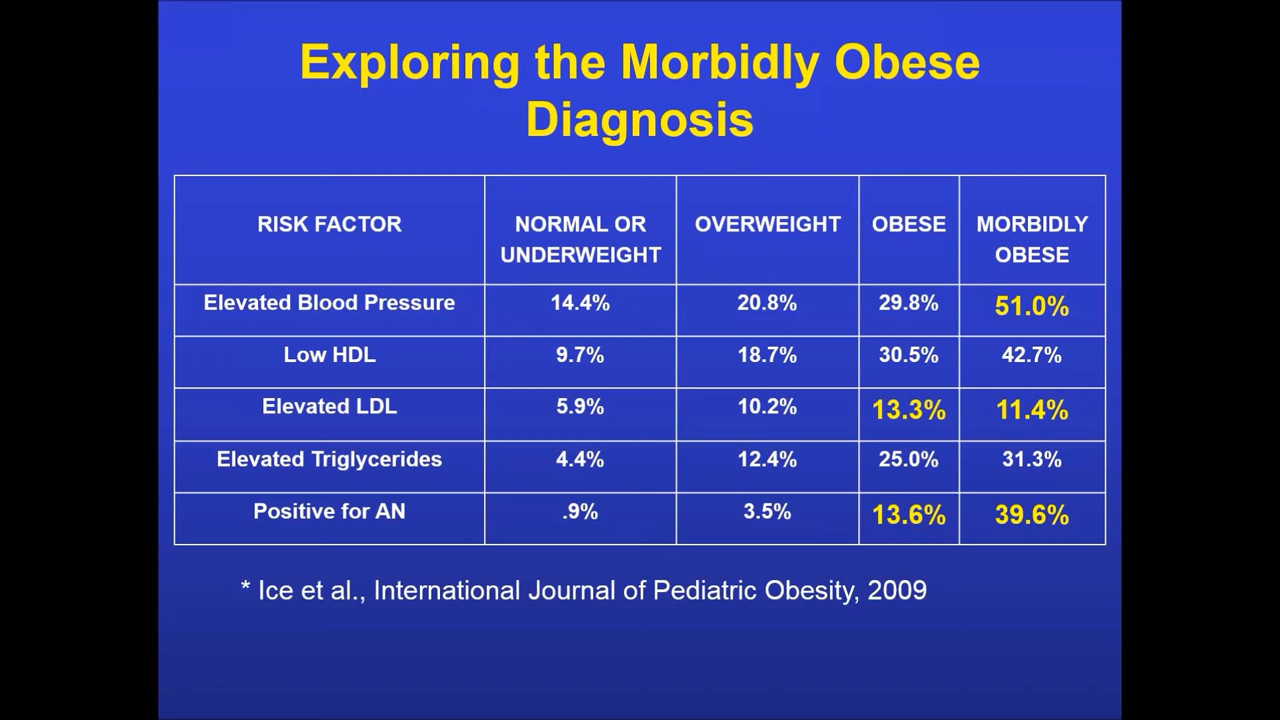 Exploring the Morbidly Obese
Diagnosis
RISK FACTOR NORMAL OR UNDERWEIGHT OVERWEIGHT OBESE MORBIDLY OBESE
Elevated Blood Pressure 14.4% 20.8% 29.8% 51.0%
Low HDL 9.7% 18.7% 30.5% 42.7%
Elevated LDL 5.9% 10.2% 13.3% 11.4%
Elevated Triglycerides 4.4% 12.4% 25.0% 31.3%
Positive for AN .9% 3.5% 13.6% 39.6%
* Ice et al., International Journal of Pediatric Obesity, 2009